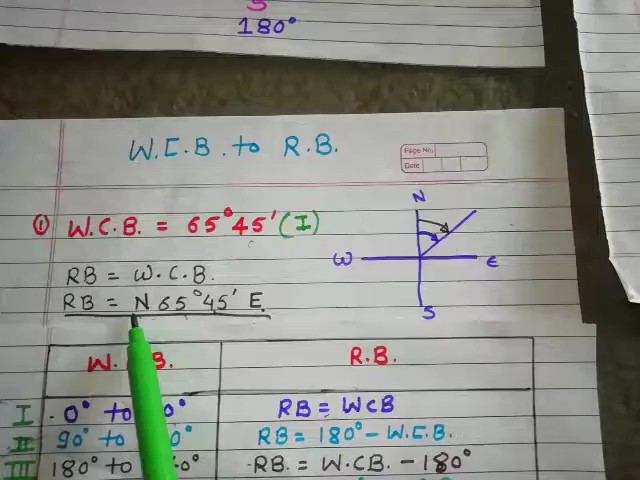 S
180°
W.C.B. to R.B.
Page No.
Date
① W.C.B. = 65°45' (I)
N
W E
S
RB = W.C.B.
RB = N 65°45' E.
R.B.
I 0° to RB = WCB
II 90° to RB = 180° - W.C.B.
III 180° to RB. = W.CB. - 180°